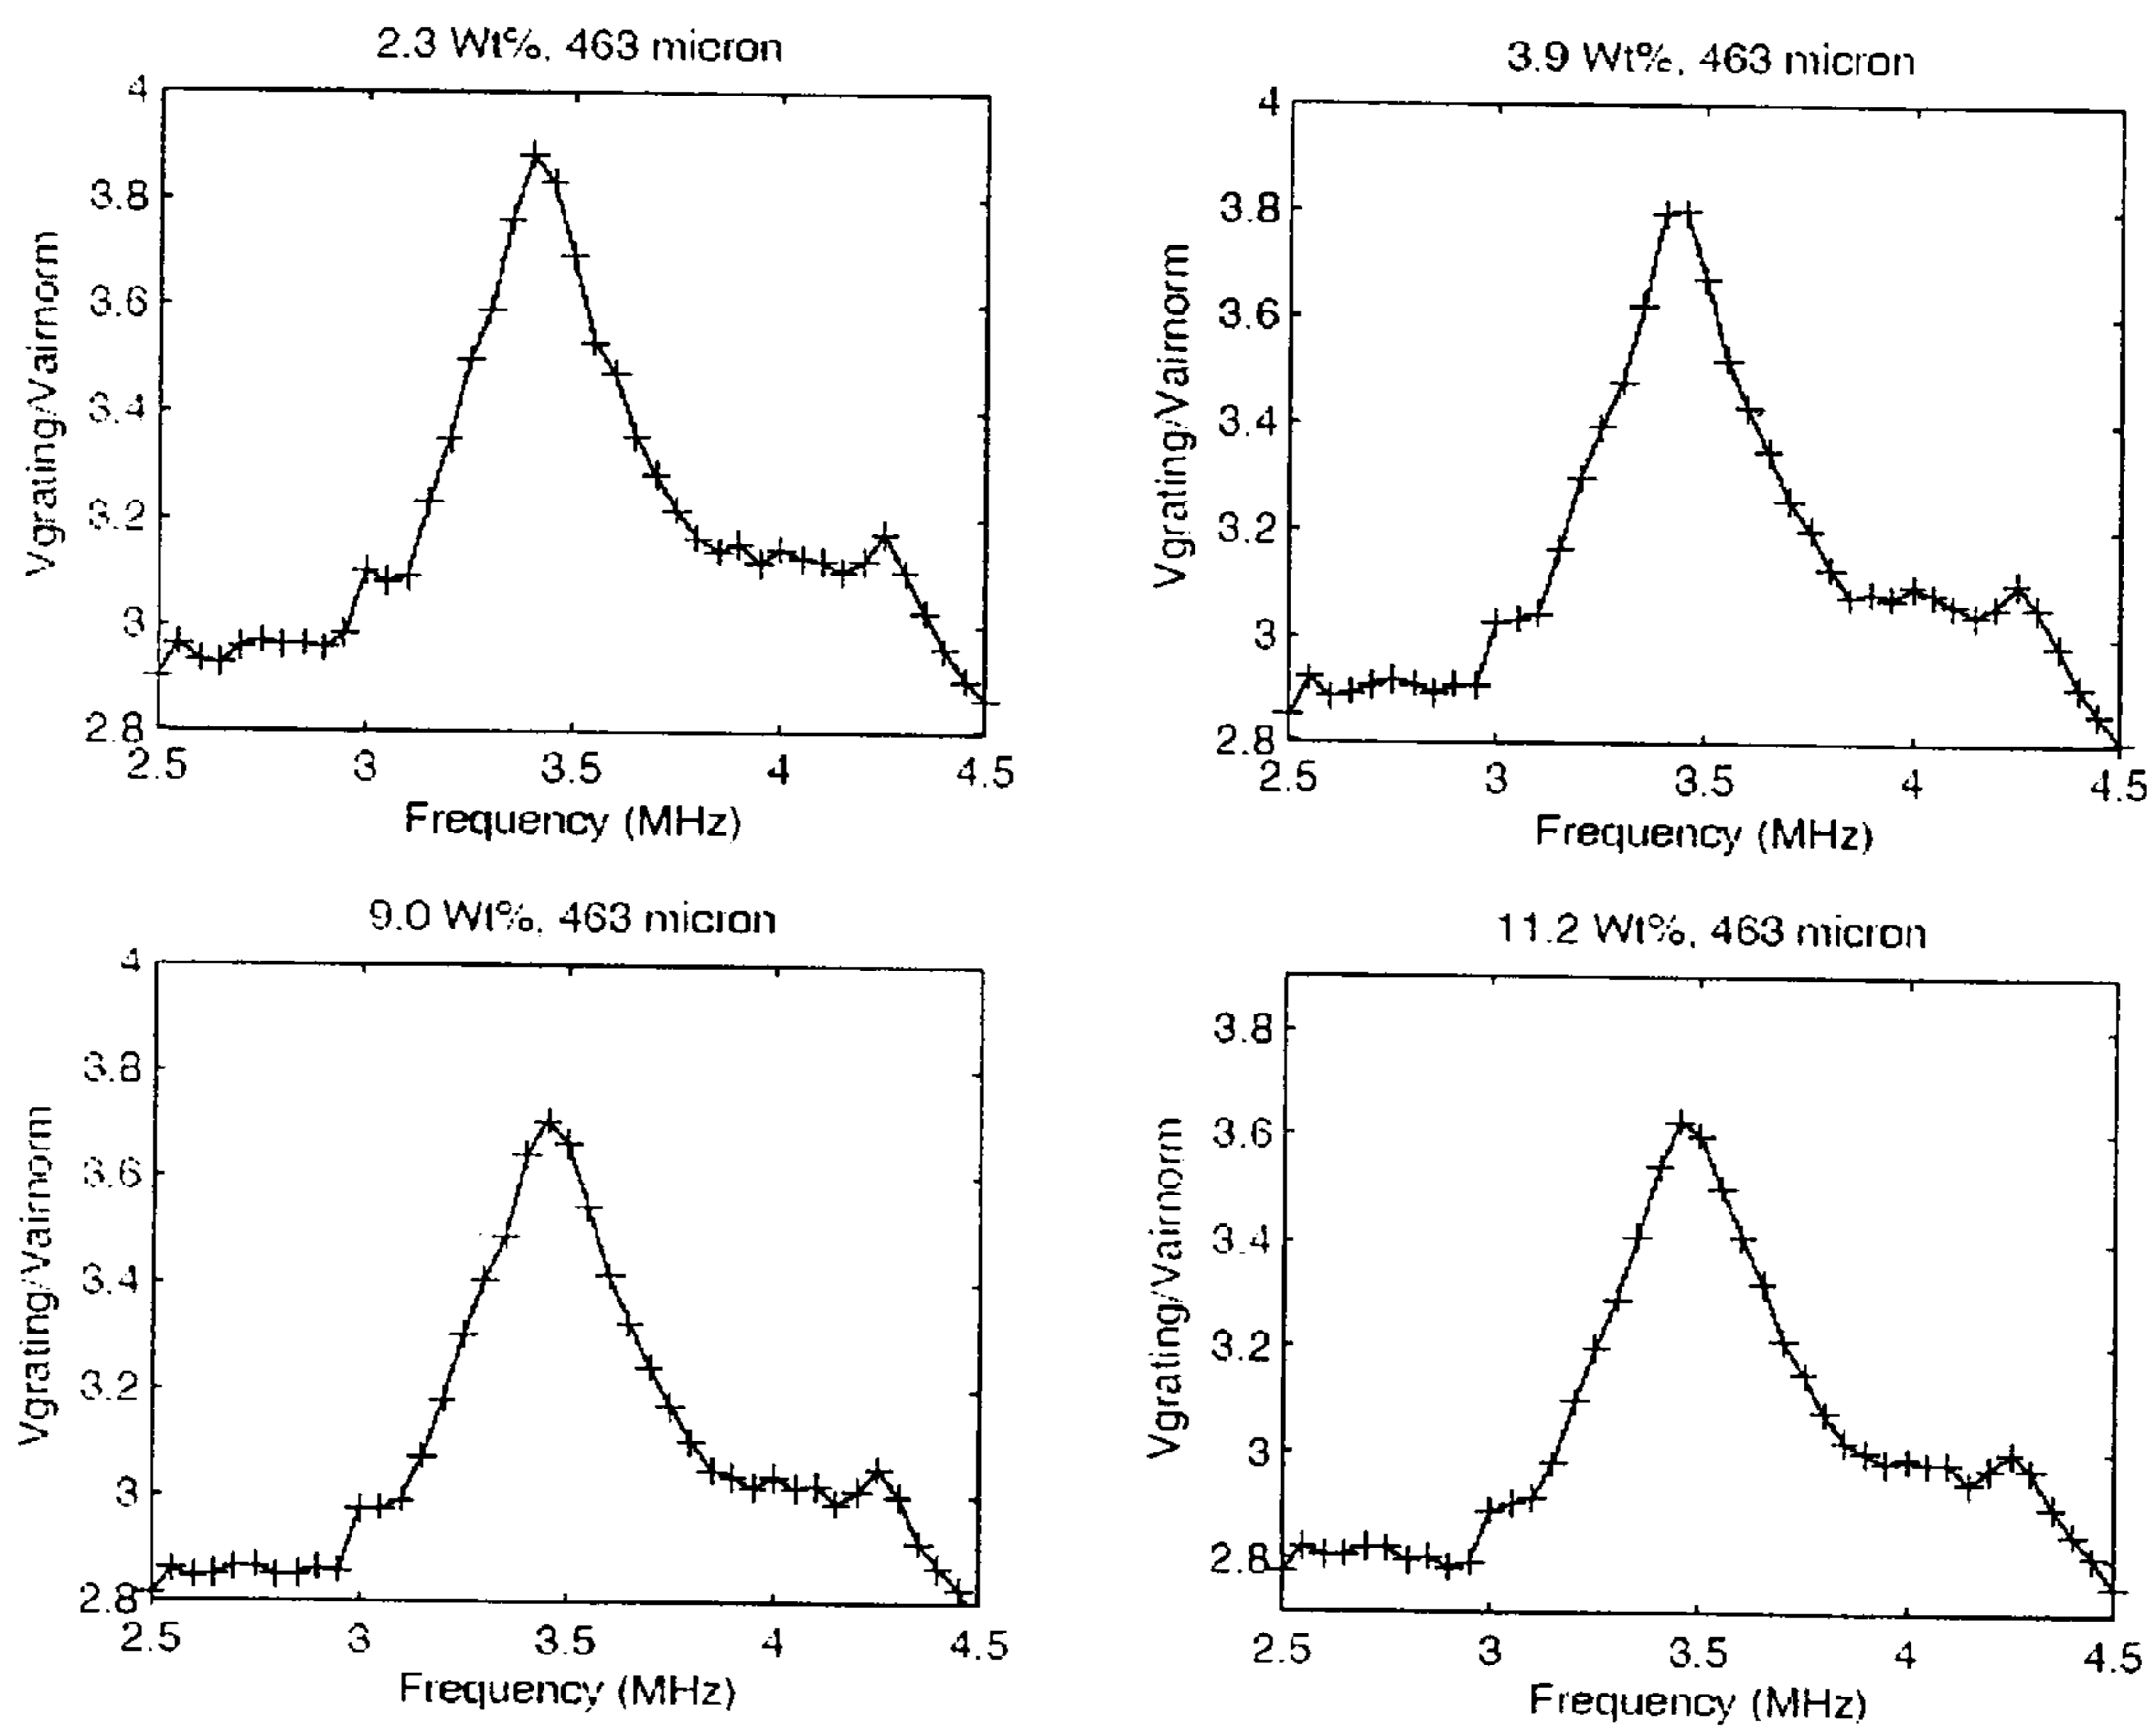 2.3 Wt%, 463 micron
4
3.8
3.6
3.4
3.2
3
2.8
Vgrating/Vairnorm
2.5 3 3.5 4 4.5
Frequency (MHz)
3.9 Wt%, 463 micron
4
3.8
3.6
3.4
3.2
3
2.8
Vgrating/Vairnorm
2.5 3 3.5 4 4.5
Frequency (MHz)
9.0 Wt%, 463 micron
4
3.8
3.6
3.4
3.2
3
2.8
Vgrating/Vairnorm
2.5 3 3.5 4 4.5
Frequency (MHz)
11.2 Wt%, 463 micron
3.8
3.6
3.4
3.2
3
2.8
Vgrating/Vairnorm
2.5 3 3.5 4 4.5
Frequency (MHz)